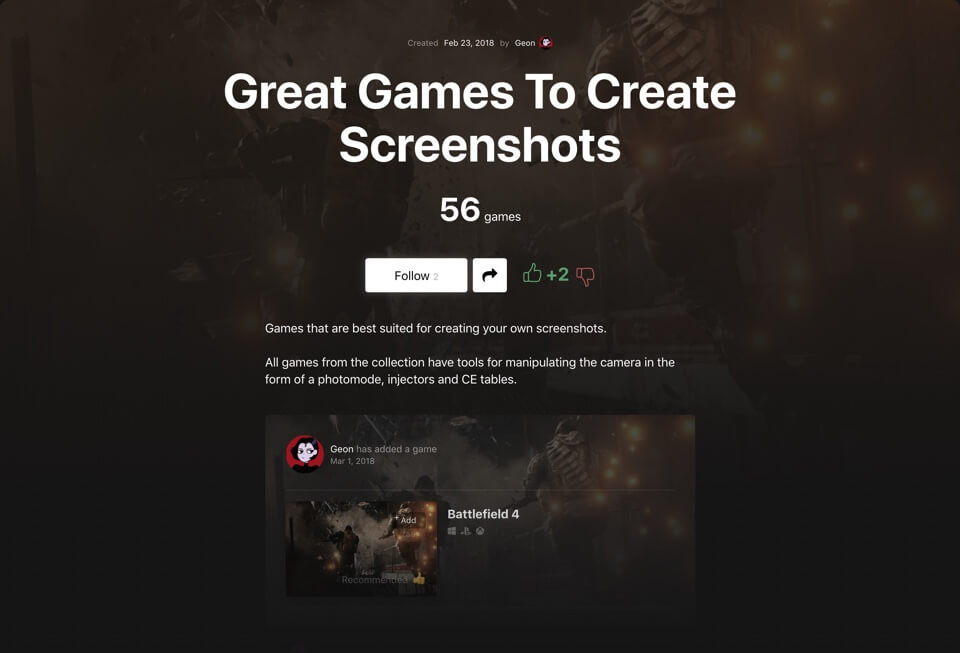 Created Feb 23, 2018 by Geon
Great Games To Create
Screenshots
56 games
Follow 2
+2
Games that are best suited for creating your own screenshots.
All games from the collection have tools for manipulating the camera in the
form of a photomode, injectors and CE tables.
Geon has added a game
Mar 1, 2018
Battlefield 4
Add
Recommended